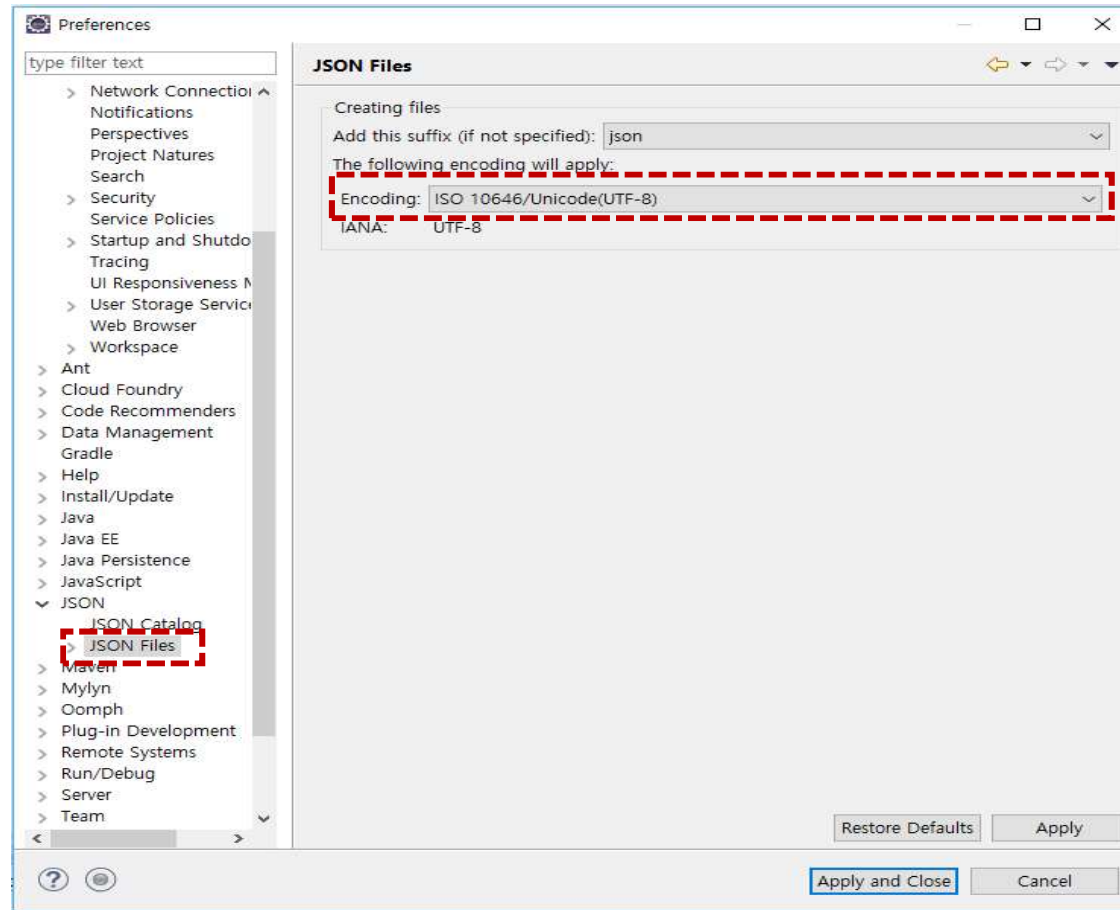 Preferences
type filter text
Network Connection
Notifications
Perspectives
Project Natures
Search
Security
Service Policies
Startup and Shutdo
Tracing
UI Responsiveness M
User Storage Service
Web Browser
Workspace
Ant
Cloud Foundry
Code Recommenders
Data Management
Gradle
Help
Install/Update
Java
Java EE
Java Persistence
JavaScript
JSON
JSON Catalog
JSON Files
Maven
Mylyn
Oomph
Plug-in Development
Remote Systems
Run/Debug
Server
Team
JSON Files
Creating files
Add this suffix (if not specified): json
The following encoding will apply:
Encoding: ISO 10646/Unicode(UTF-8)
IANA: UTF-8
Restore Defaults Apply
Apply and Close Cancel